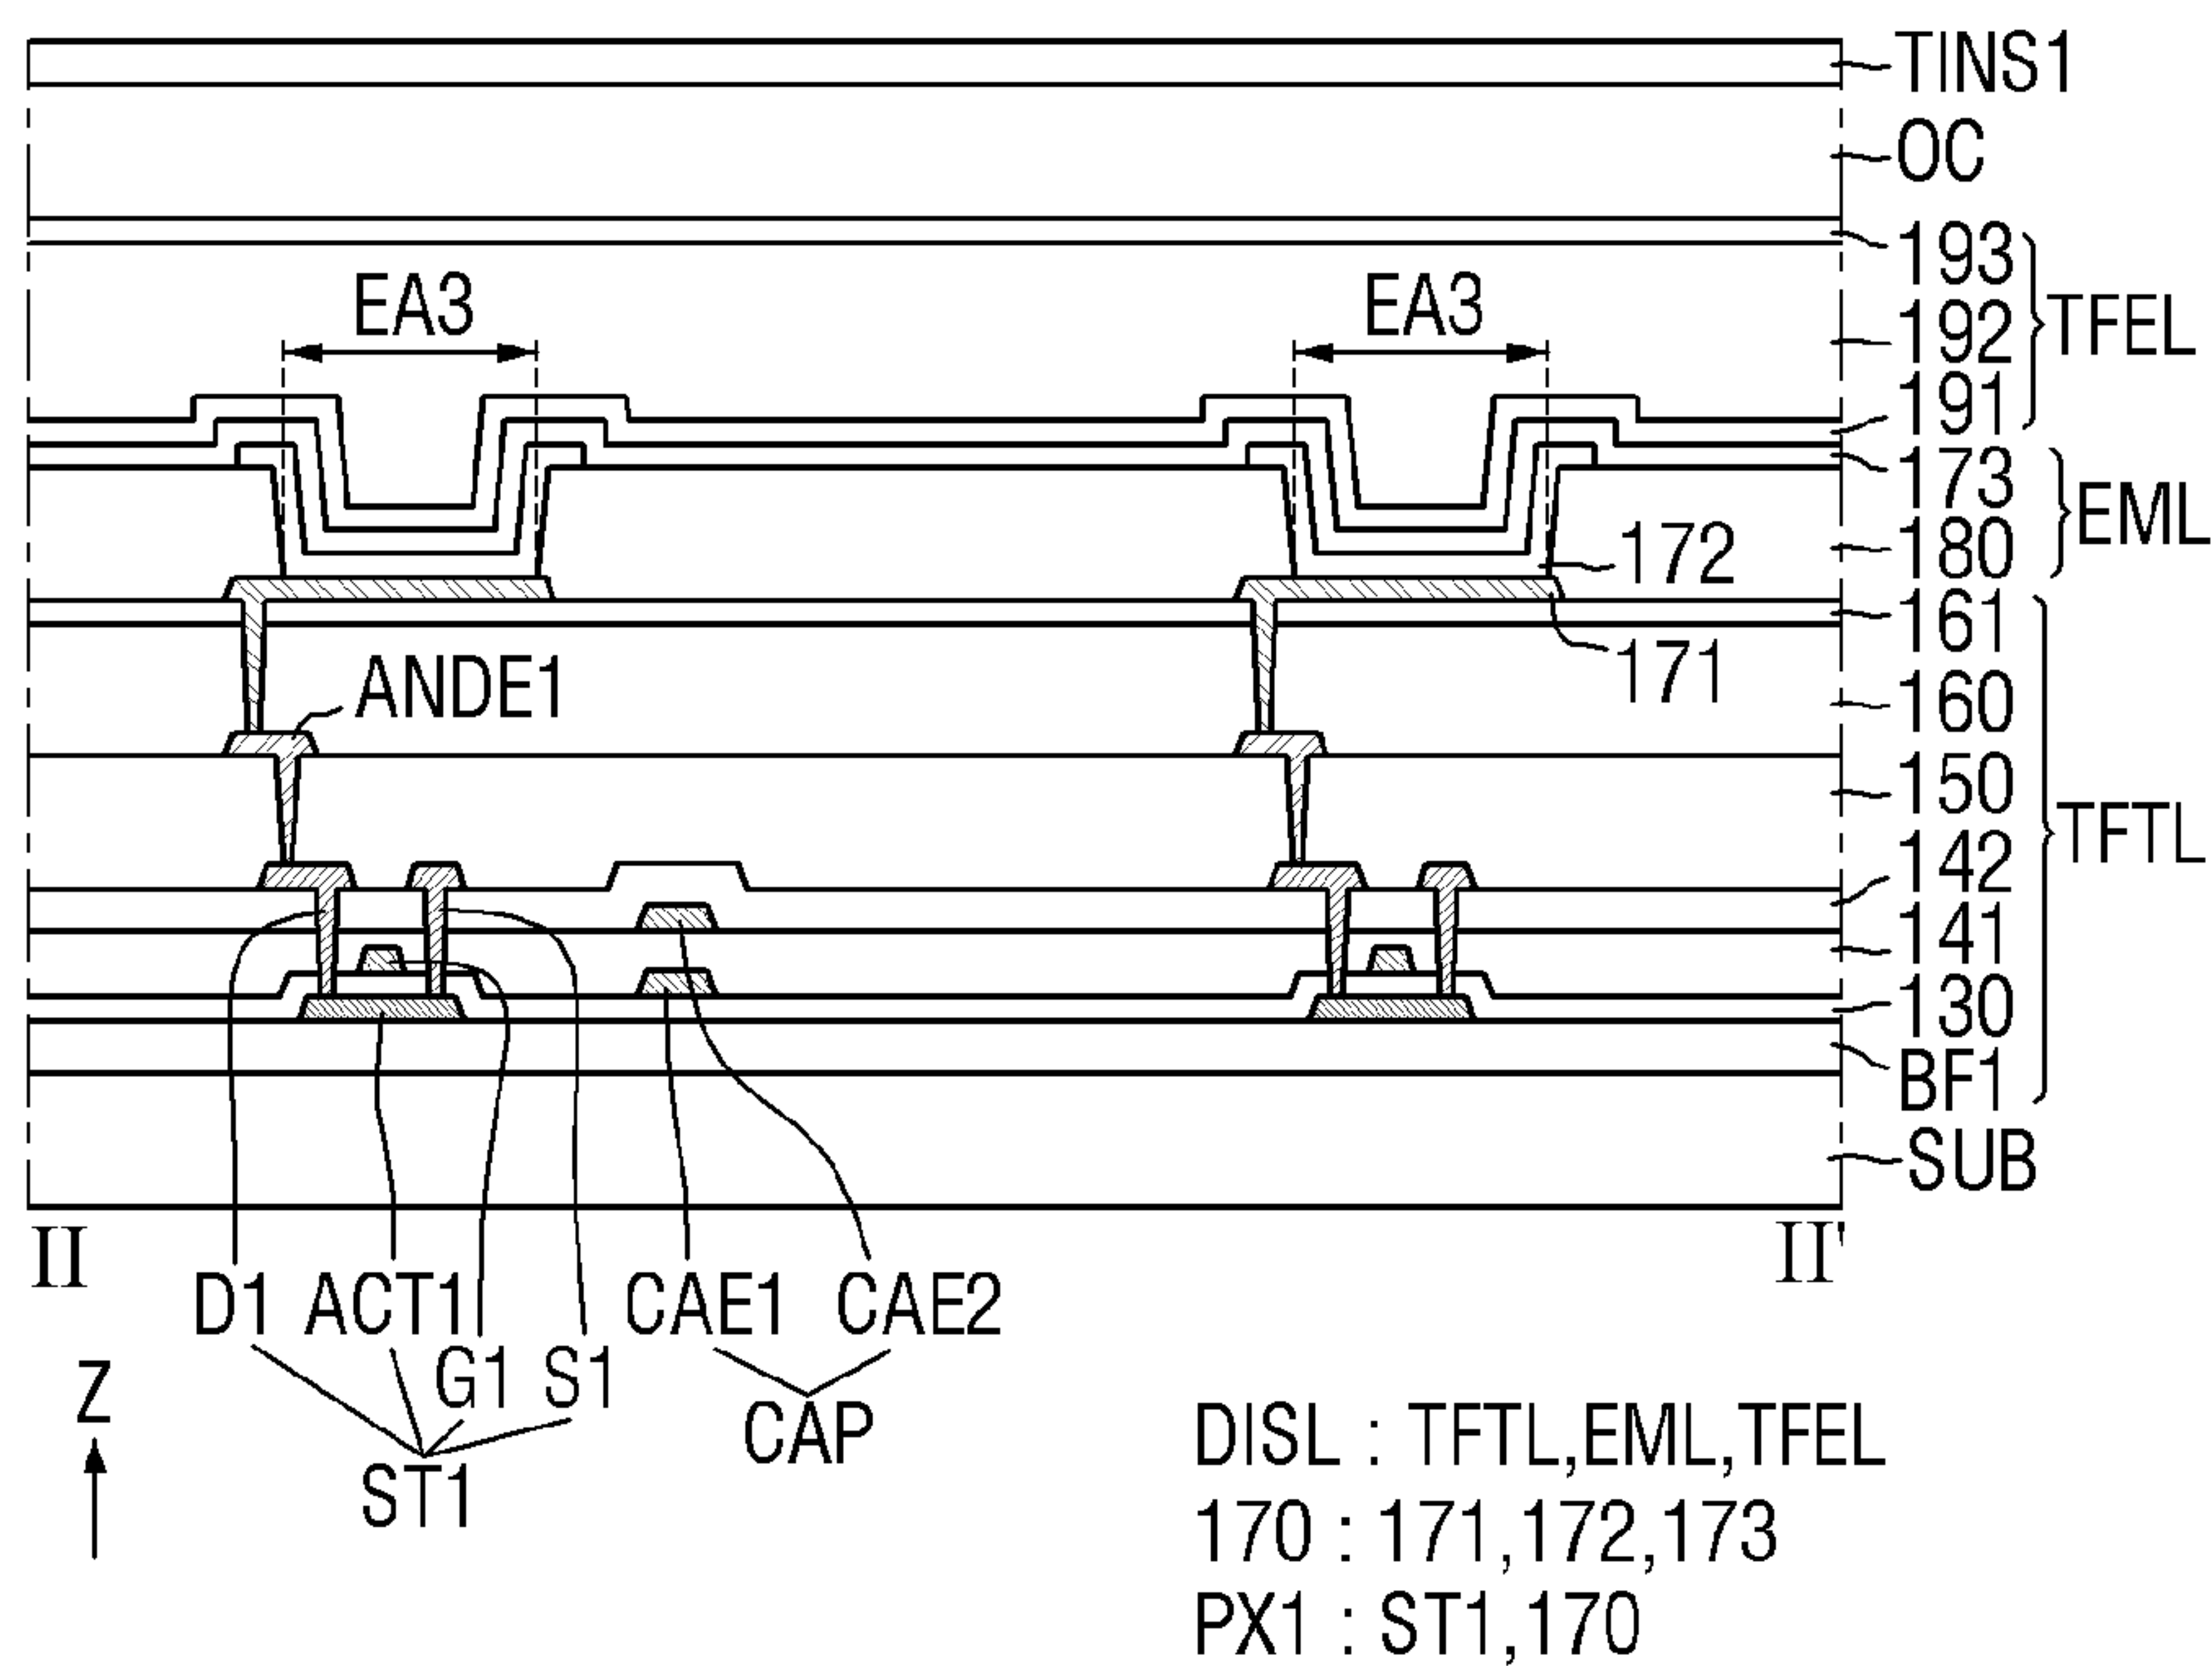 TINS1
OC
193
EA3
EA3
192
TFEL
191
173
EML
172
180
161
171
ANDE1
160
150
TFTL
142
141
130
BF1
SUB
II
II'
D1 ACT1 CAE1 CAE2
G1 S1
Z
CAP
ST1
DISL : TFTL,EML,TFEL
170 : 171,172,173
PX1 : ST1,170